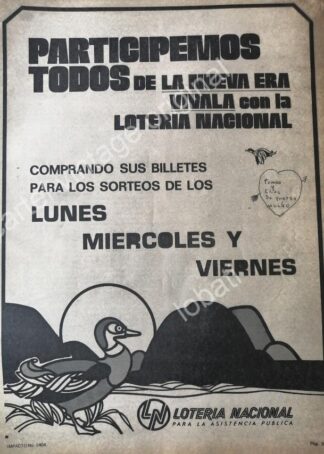 PARTICIPEMOS
TODOS DE LA NUEVA ERA
con la
LOTERIA NACIONAL
COMPRANDO SUS BILLETES
PARA LOS SORTEOS DE LOS
LUNES
MIERCOLES Y
VIERNES
LN LOTERIA NACIONAL
PARA LA ASISTENCIA PUBLICA